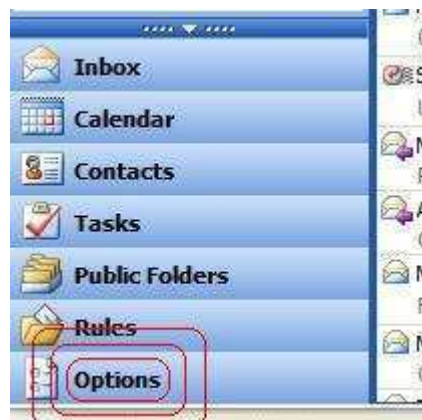 Inbox
Calendar
Contacts
Tasks
Public Folders
Rules
Options